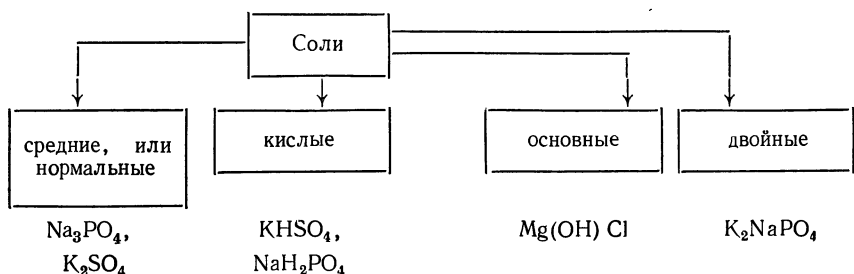 Соли
средние, или
нормальные
кислые
основные
двойные
Na₃PO₄,
K₂SO₄
KHSO₄,
NaH₂PO₄
Mg(OH) Cl
K₂NaPO₄